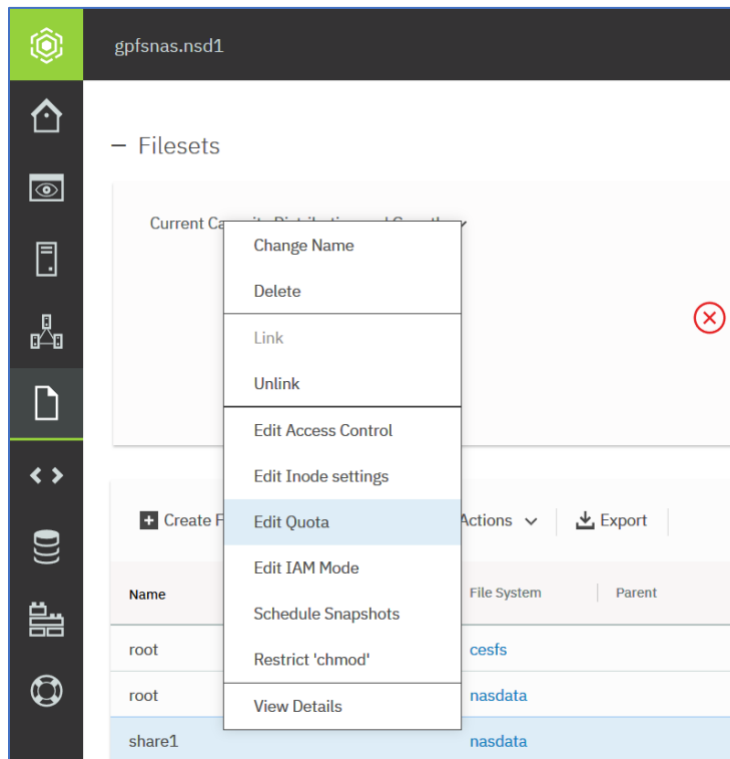 gpfsnas.nsd1
− Filesets
Current
Change Name
Delete
Link
Unlink
Edit Access Control
Edit Inode settings
Edit Quota
Edit IAM Mode
Schedule Snapshots
Restrict 'chmod'
View Details
Create Actions Export
Name File System Parent
root cesfs
root nasdata
share1 nasdata